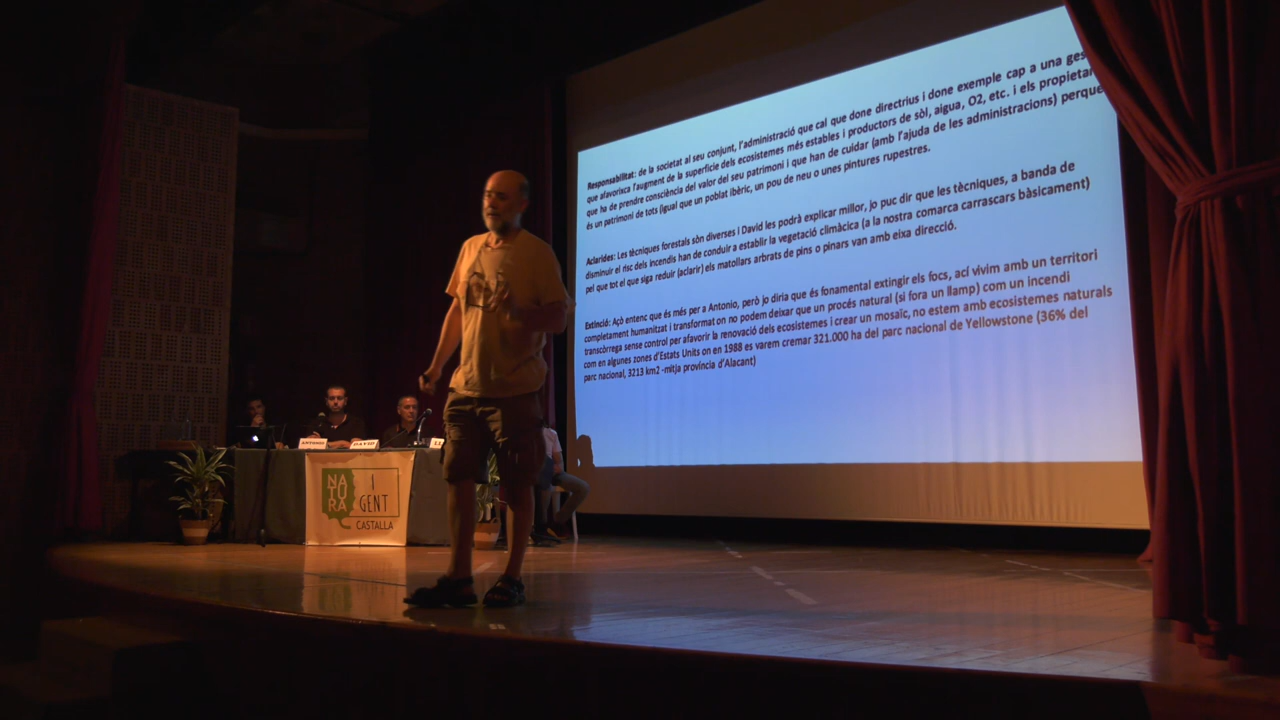 Responsabilitat: de la societat al seu conjunt, l'administració que cal que done directrius i done exemple cap a una ges
que afavorisca l'augment de la superficie dels ecosistemes més estables i productors de sòl, aigua, O2, etc. i els propietar
que ha de prendre consciència del valor del seu patrimoni i que han de cuidar (amb l'ajuda de les administracions) perque
és un patrimoni de tots (igual que un poblat ibèric, un pou de neu o unes pintures rupestres.
Aclarides: Les tècniques forestals sòn diverses i David les podrà explicar millor, jo puc dir que les tècniques, a banda de
disminuir el risc dels incendis han de conduir a establir la vegetació climàcica (a la nostra comarca carrascars bàsicament)
pel que tot el que siga reduir (aclarir) els matollars arbrats de pins o pinars van amb eixa direcció.
Extinció: Açò entenc que és més per a Antonio, però jo diria que és fonamental extingir els focs, ací vivim amb un territori
completament humanitzat i transformat on no podem deixar que un procés natural (si fora un llamp) com un incendi
transcòrrega sense control per afavorir la renovació dels ecosistemes i crear un mosaïc, no estem amb ecosistemes naturals
com en algunes zones d'Estats Units on en 1988 es varem cremar 321.000 ha del parc nacional de Yellowstone (36% del
parc nacional, 3213 km2 -mitja província d'Alacant)
ANTONIO
DAVID
NA
TU
RA
I
GENT
CASTALLA